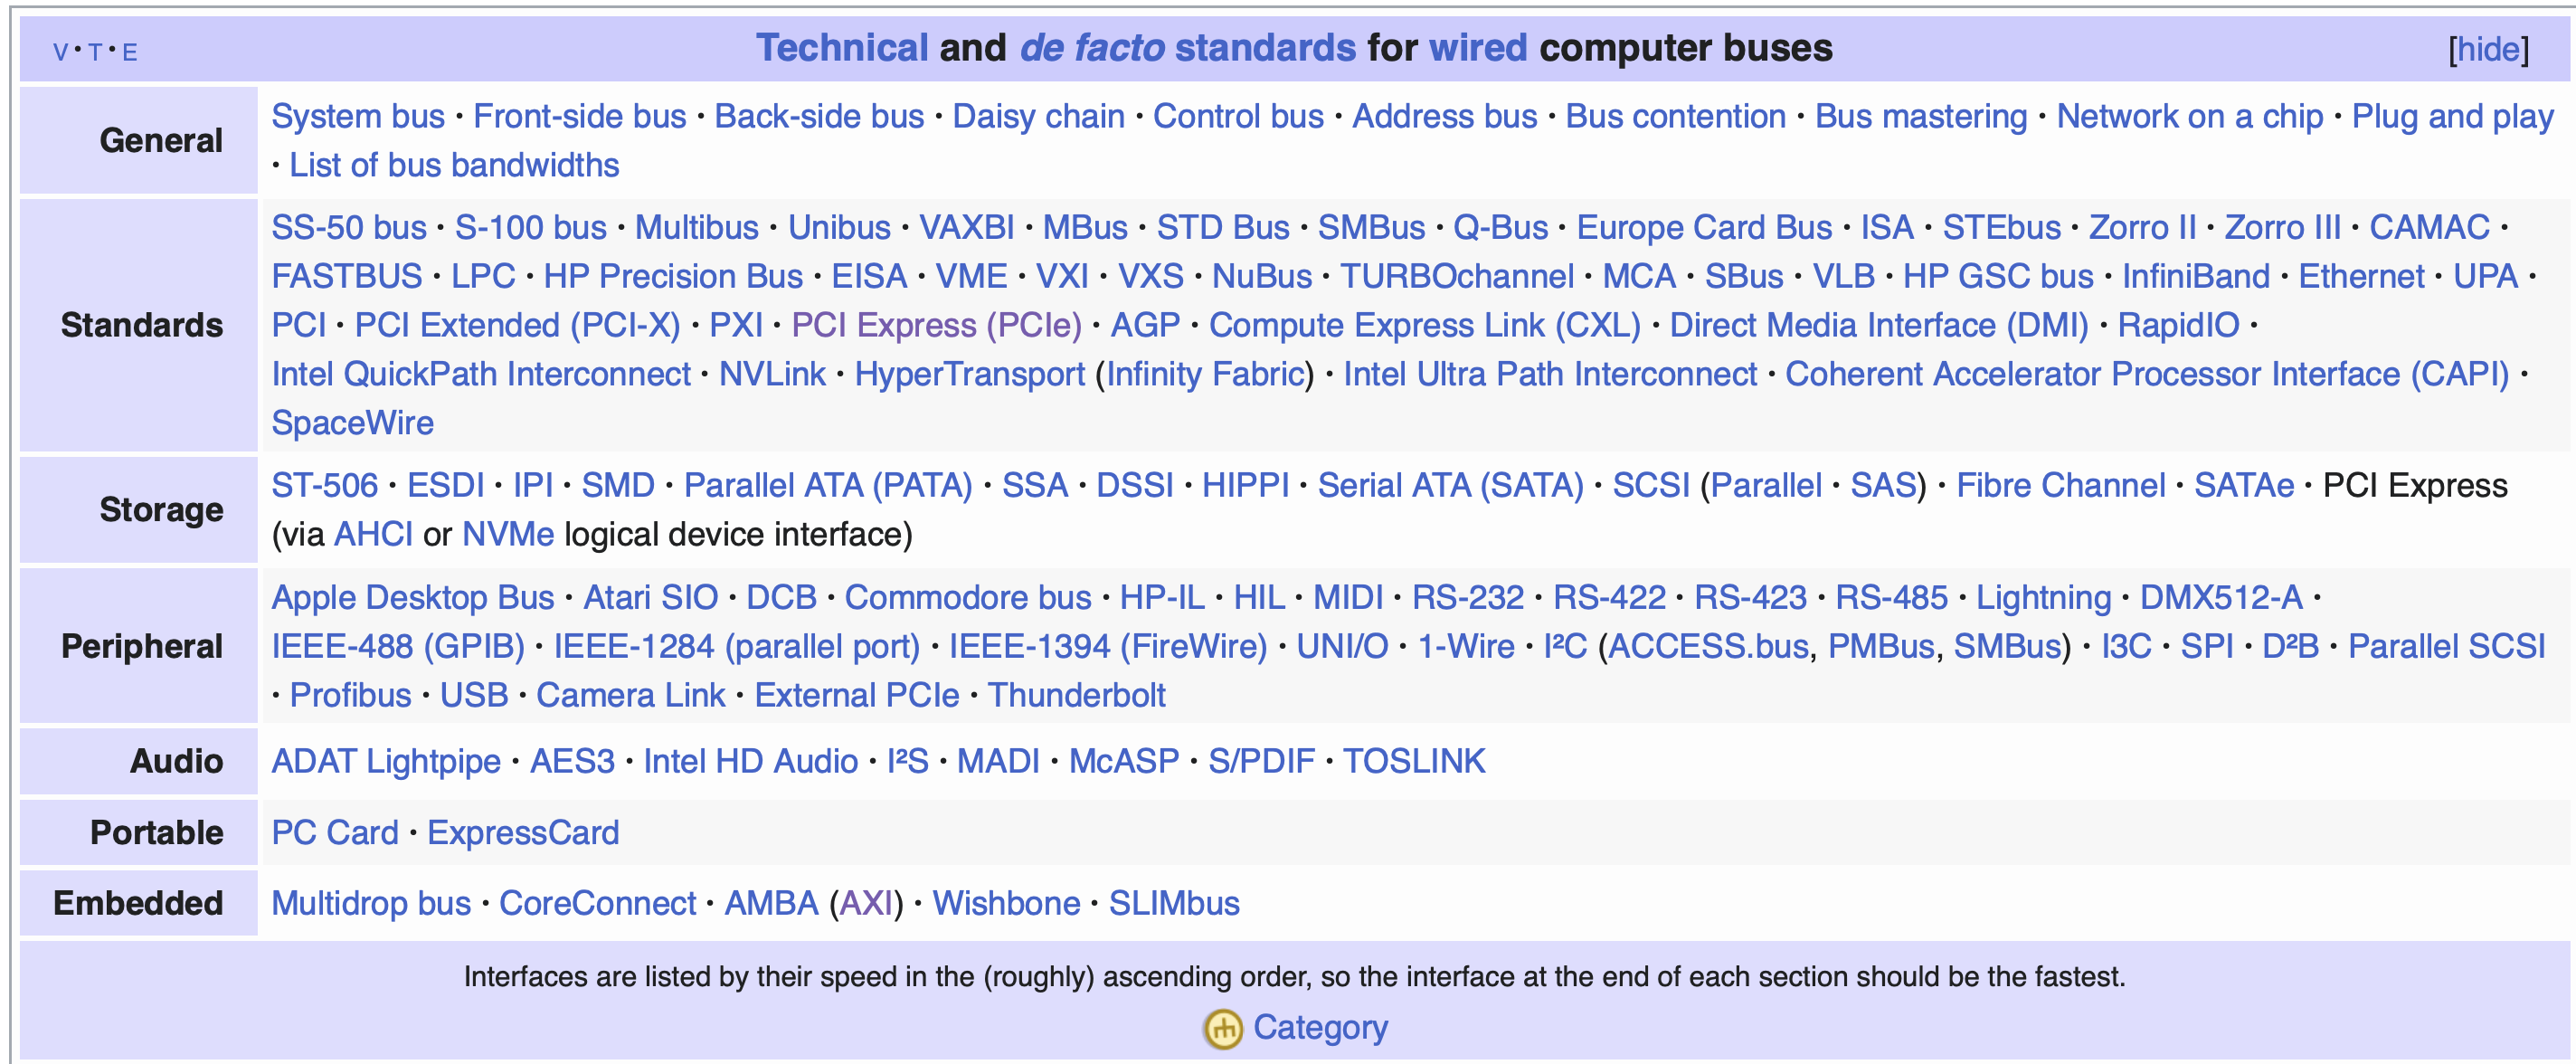 V · T · E
Technical and de facto standards for wired computer buses
[hide]
General
System bus · Front-side bus · Back-side bus · Daisy chain · Control bus · Address bus · Bus contention · Bus mastering · Network on a chip · Plug and play
· List of bus bandwidths
Standards
SS-50 bus · S-100 bus · Multibus · Unibus · VAXBI · MBus · STD Bus · SMBus · Q-Bus · Europe Card Bus · ISA · STEbus · Zorro II · Zorro III · CAMAC ·
FASTBUS · LPC · HP Precision Bus · EISA · VME · VXI · VXS · NuBus · TURBOchannel · MCA · SBus · VLB · HP GSC bus · InfiniBand · Ethernet · UPA ·
PCI · PCI Extended (PCI-X) · PXI · PCI Express (PCIe) · AGP · Compute Express Link (CXL) · Direct Media Interface (DMI) · RapidIO ·
Intel QuickPath Interconnect · NVLink · HyperTransport (Infinity Fabric) · Intel Ultra Path Interconnect · Coherent Accelerator Processor Interface (CAPI) ·
SpaceWire
Storage
ST-506 · ESDI · IPI · SMD · Parallel ATA (PATA) · SSA · DSSI · HIPPI · Serial ATA (SATA) · SCSI (Parallel · SAS) · Fibre Channel · SATAe · PCI Express
(via AHCI or NVMe logical device interface)
Peripheral
Apple Desktop Bus · Atari SIO · DCB · Commodore bus · HP-IL · HIL · MIDI · RS-232 · RS-422 · RS-423 · RS-485 · Lightning · DMX512-A ·
IEEE-488 (GPIB) · IEEE-1284 (parallel port) · IEEE-1394 (FireWire) · UNI/O · 1-Wire · I²C (ACCESS.bus, PMBus, SMBus) · I3C · SPI · D²B · Parallel SCSI
· Profibus · USB · Camera Link · External PCIe · Thunderbolt
Audio
ADAT Lightpipe · AES3 · Intel HD Audio · I²S · MADI · McASP · S/PDIF · TOSLINK
Portable
PC Card · ExpressCard
Embedded
Multidrop bus · CoreConnect · AMBA (AXI) · Wishbone · SLIMbus
Interfaces are listed by their speed in the (roughly) ascending order, so the interface at the end of each section should be the fastest.
Category